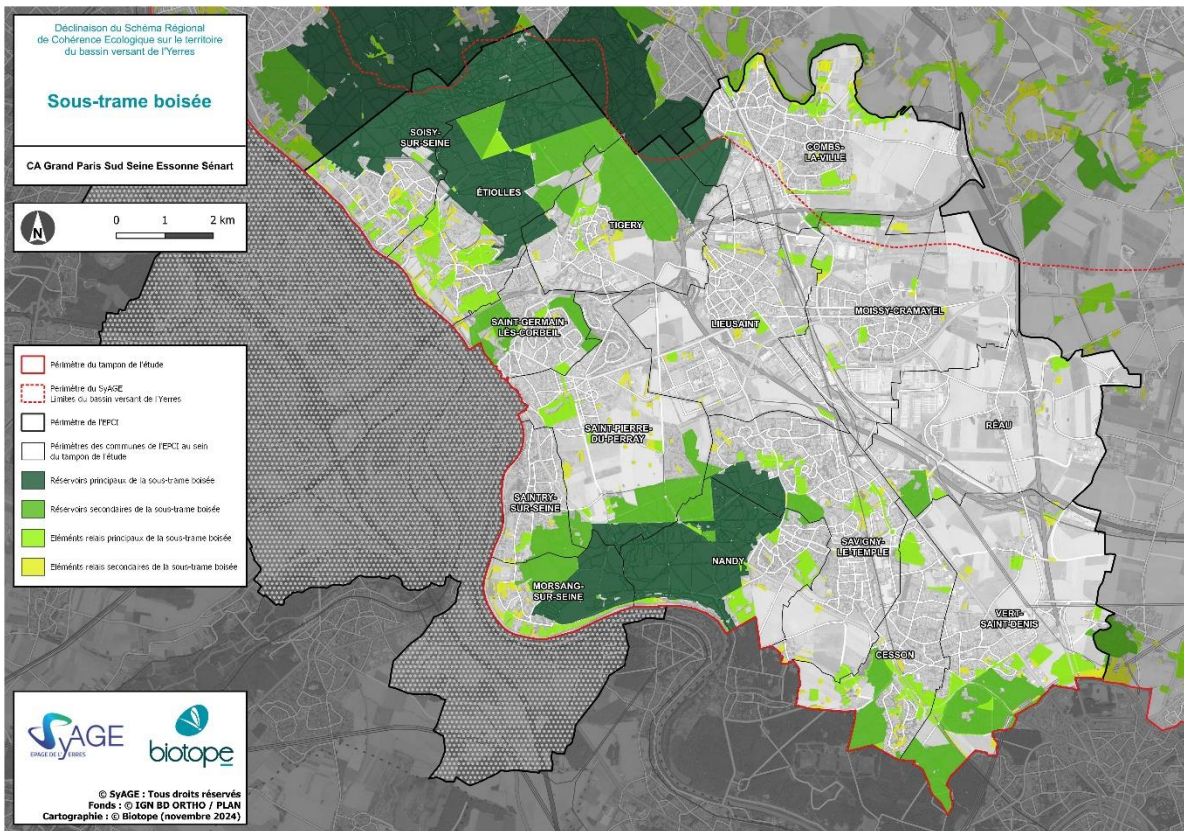 Déclinaison du Schéma Régional
de Cohérence Ecologique sur le territoire
du bassin versant de l'Yerres
Sous-trame boisée
CA Grand Paris Sud Seine Essonne Sénart
N
0 1 2 km
Périmètre du tampon de l'étude
Périmètre du SyAGE
Limites du bassin versant de l'Yerres
Périmètre de l'EPCI
Périmètres des communes de l'EPCI au sein
du tampon de l'étude
Réservoirs principaux de la sous-trame boisée
Réservoirs secondaires de la sous-trame boisée
Eléments relais principaux de la sous-trame boisée
Eléments relais secondaires de la sous-trame boisée
SyAGE
EPAGE DE L'YERRES
biotope
© SyAGE : Tous droits réservés
Fonds : © IGN BD ORTHO / PLAN
Cartographie : © Biotope (novembre 2024)
SOISY-
SUR-SEINE
ÉTIOLLES
TIGERY
COMBS-
LA-VILLE
SAINT-GERMAIN-
LÈS-CORBEIL
LIEUSAINT
MOISSY-CRAMAYEL
SAINT-PIERRE-
DU-PERRAY
RÉAU
SAINTRY-
SUR-SEINE
MORSANG-
SUR-SEINE
NANDY
SAVIGNY-
LE-TEMPLE
VERT-
SAINT-DENIS
CESSON